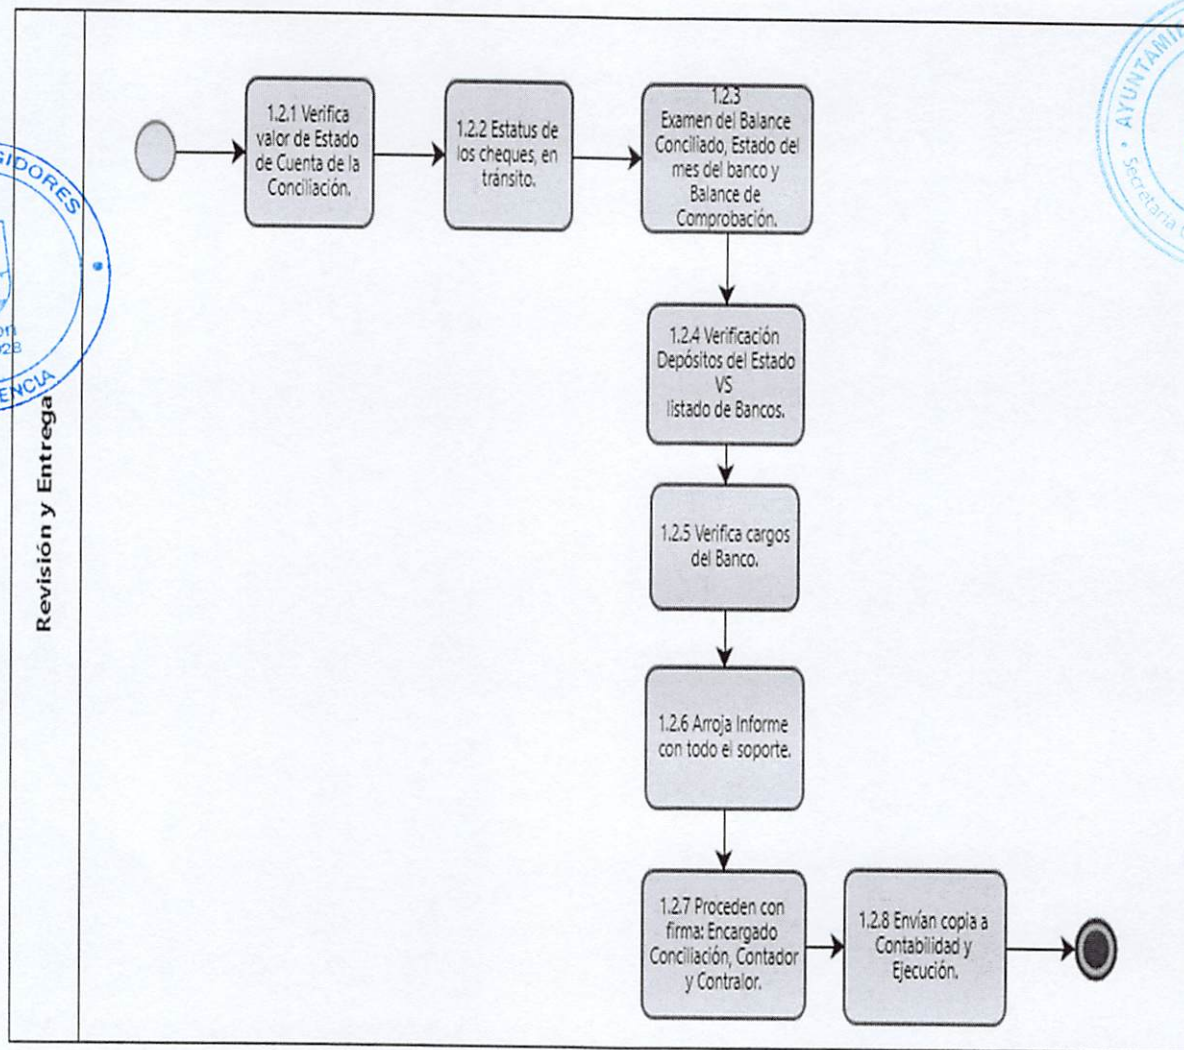 Revisión y Entrega
1.2.1 Verifica
valor de Estado
de Cuenta de la
Conciliación.
1.2.2 Estatus de
los cheques, en
tránsito.
1.2.3
Examen del Balance
Conciliado, Estado del
mes del banco y
Balance de
Comprobación.
1.2.4 Verificación
Depósitos del Estado
VS
listado de Bancos.
1.2.5 Verifica cargos
del Banco.
1.2.6 Arroja Informe
con todo el soporte.
1.2.7 Proceden con
firma: Encargado
Conciliación, Contador
y Contralor.
1.2.8 Envían copia a
Contabilidad y
Ejecución.
Secretaría